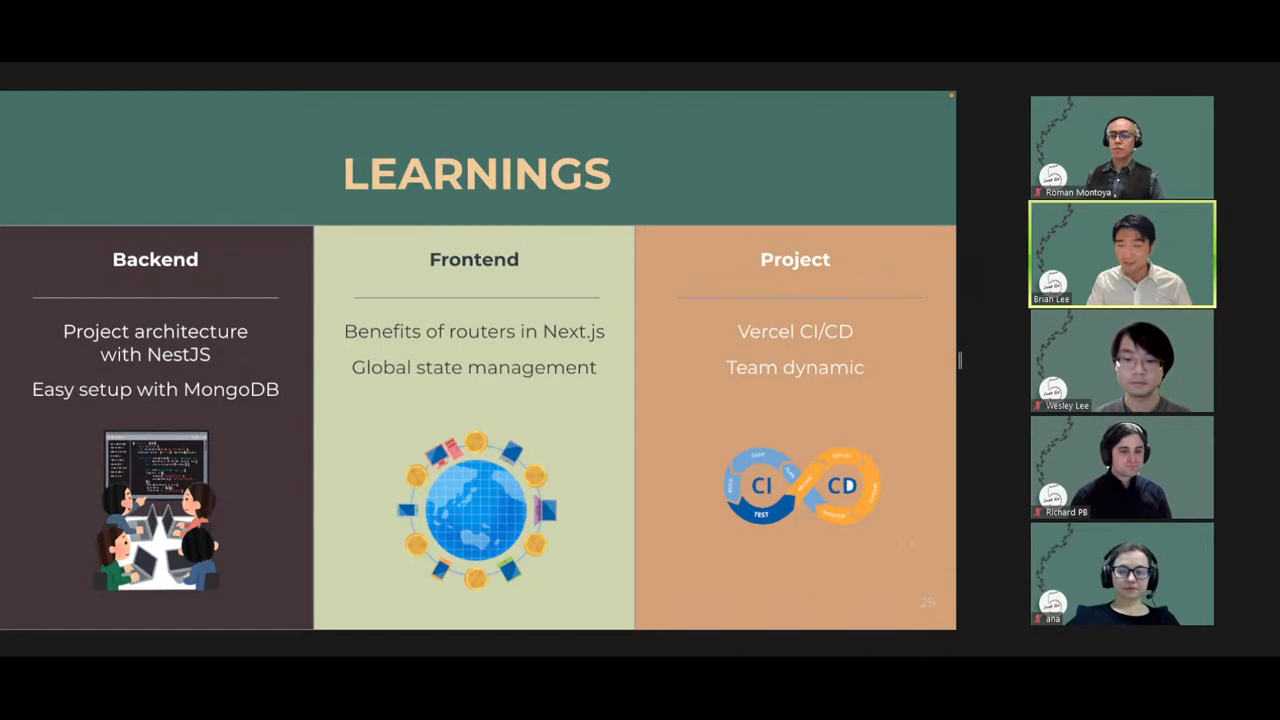 LEARNINGS
Backend
Project architecture
with NestJS
Easy setup with MongoDB
Frontend
Benefits of routers in Next.js
Global state management
Project
Vercel CI/CD
Team dynamic
CI
CD
TEST
Roman Montoya
Brian Lee
Wesley Lee
Richard PB
ana